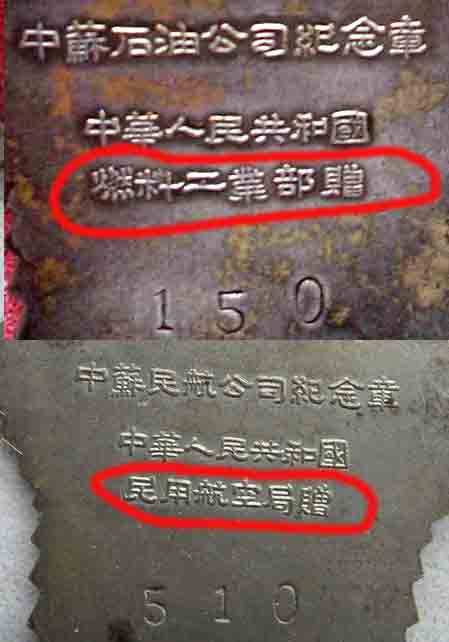 中蘇石油公司紀念章
中華人民共和國
燃料工業部贈
150
中蘇民航公司紀念章
中華人民共和國
民用航空局贈
510